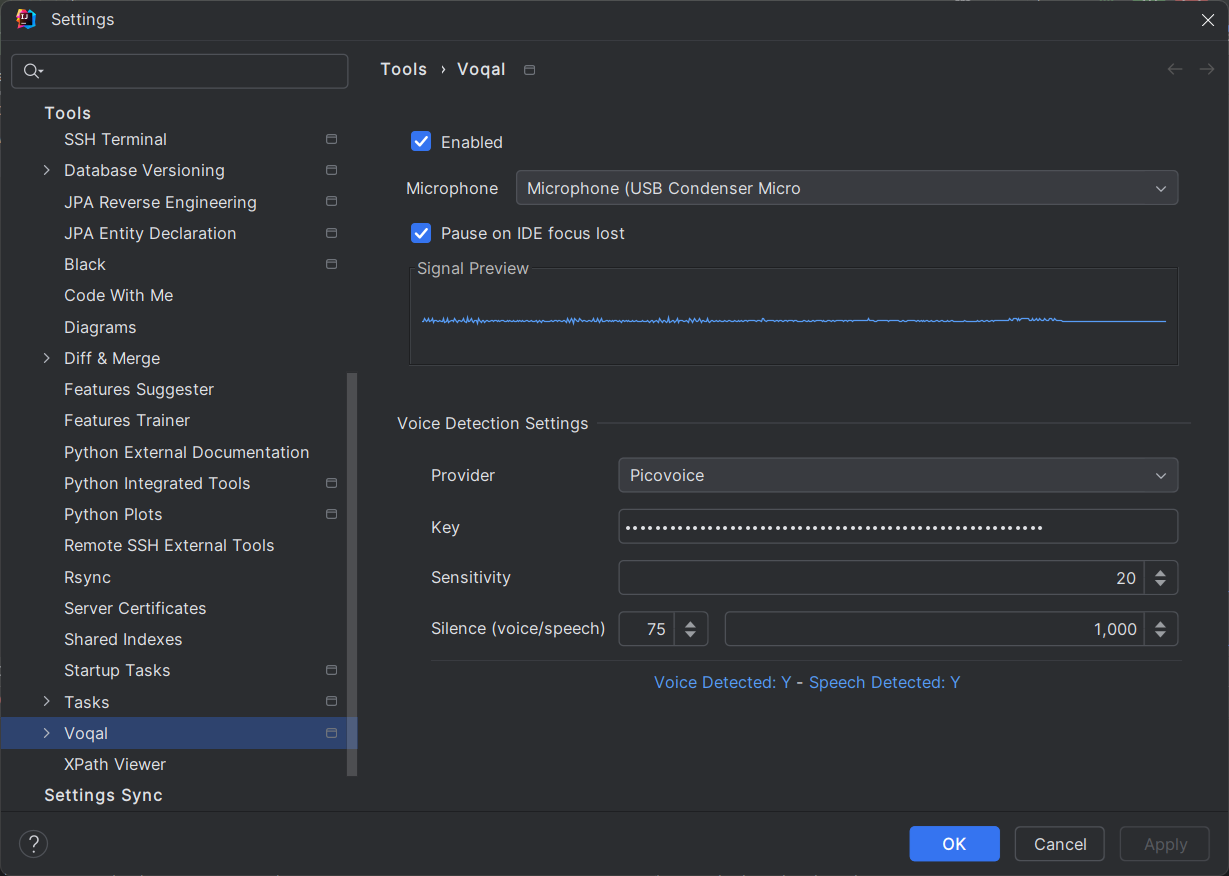 Settings
Tools
SSH Terminal
Database Versioning
JPA Reverse Engineering
JPA Entity Declaration
Black
Code With Me
Diagrams
Diff & Merge
Features Suggester
Features Trainer
Python External Documentation
Python Integrated Tools
Python Plots
Remote SSH External Tools
Rsync
Server Certificates
Shared Indexes
Startup Tasks
Tasks
Voqal
XPath Viewer
Settings Sync
Tools › Voqal
Enabled
Microphone Microphone (USB Condenser Micro
Pause on IDE focus lost
Signal Preview
Voice Detection Settings
Provider Picovoice
Key
Sensitivity 20
Silence (voice/speech) 75 1,000
Voice Detected: Y - Speech Detected: Y
? OK Cancel Apply